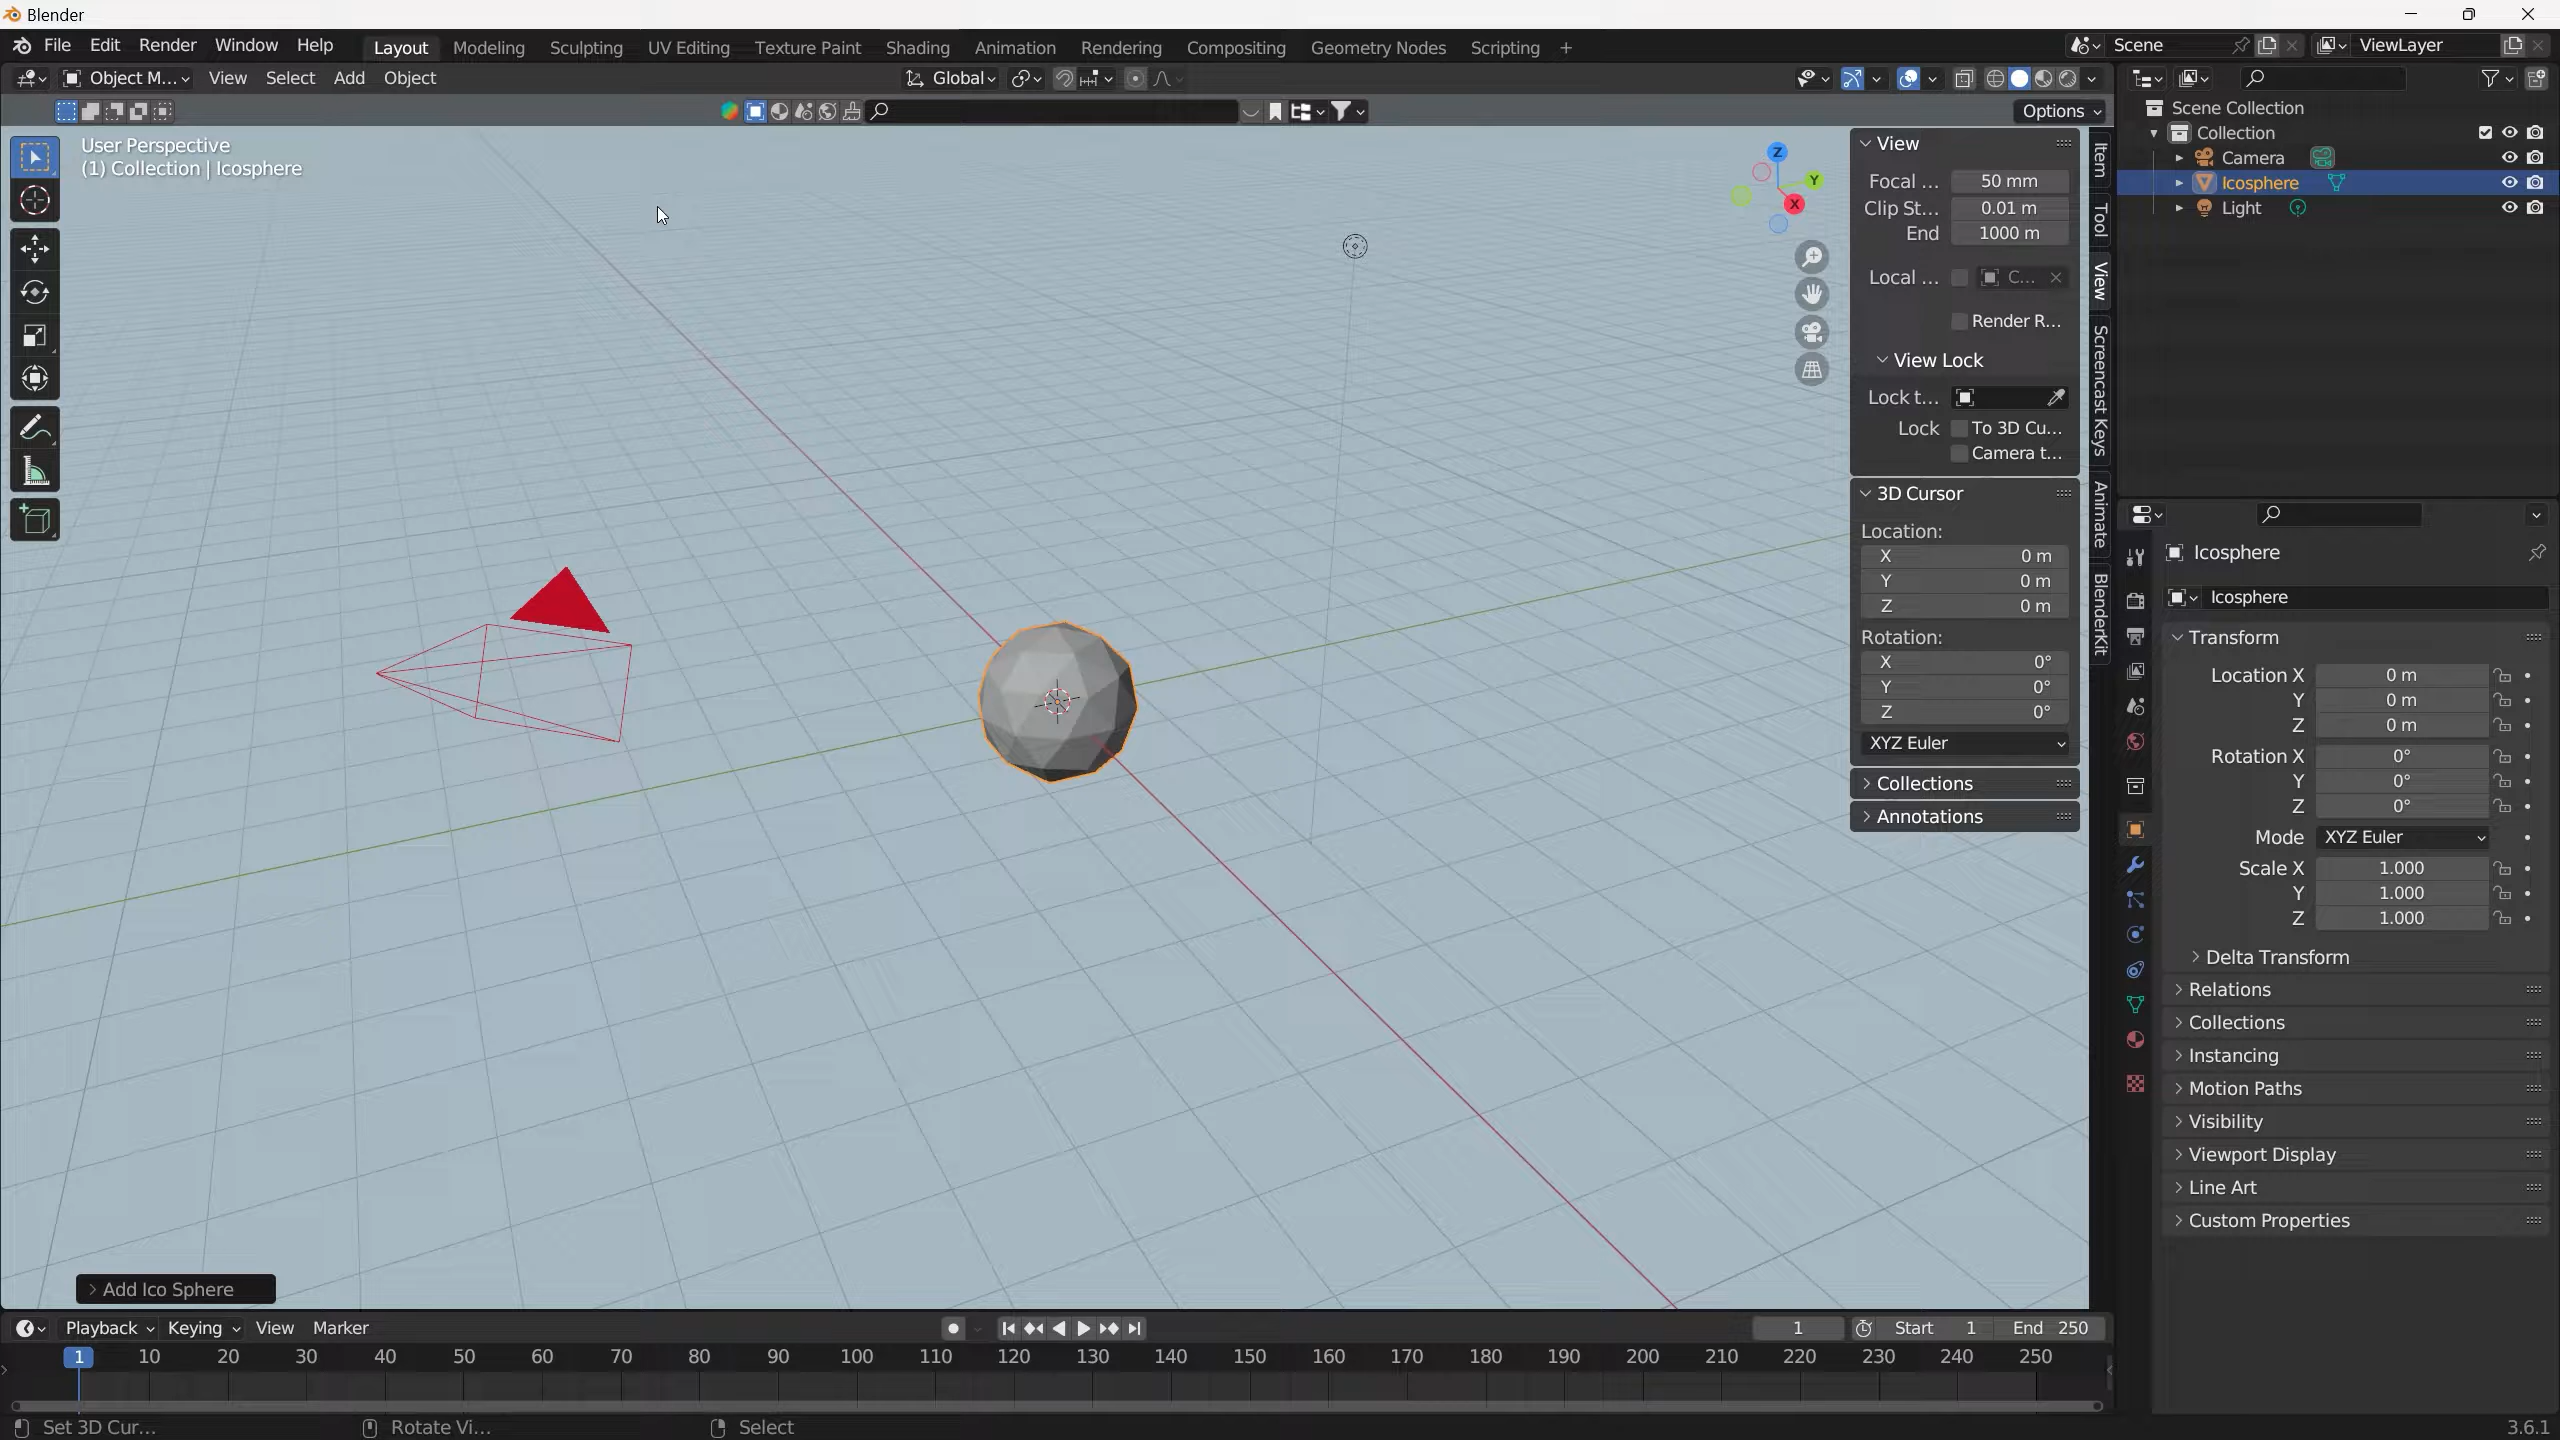 Blender
File Edit Render Window Help Layout Modeling Sculpting UV Editing Texture Paint Shading Animation Rendering Compositing Geometry Nodes Scripting + Scene ViewLayer
Object M... View Select Add Object Global
Options
User Perspective
(1) Collection | Icosphere
Z
Y
X
View
Focal ... 50 mm
Clip St... 0.01 m
End 1000 m
Local ... C...
Render R...
View Lock
Lock t...
Lock To 3D Cu...
Camera t...
3D Cursor
Location:
X 0 m
Y 0 m
Z 0 m
Rotation:
X 0°
Y 0°
Z 0°
XYZ Euler
Collections
Annotations
Item
Tool
View
Screencast Keys
Animate
BlenderKit
Scene Collection
Collection
Camera
Icosphere
Light
Icosphere
Icosphere
Transform
Location X 0 m
Y 0 m
Z 0 m
Rotation X 0°
Y 0°
Z 0°
Mode XYZ Euler
Scale X 1.000
Y 1.000
Z 1.000
Delta Transform
Relations
Collections
Instancing
Motion Paths
Visibility
Viewport Display
Line Art
Custom Properties
Add Ico Sphere
Playback Keying View Marker 1 Start 1 End 250
1 10 20 30 40 50 60 70 80 90 100 110 120 130 140 150 160 170 180 190 200 210 220 230 240 250
Set 3D Cur... Rotate Vi... Select 3.6.1